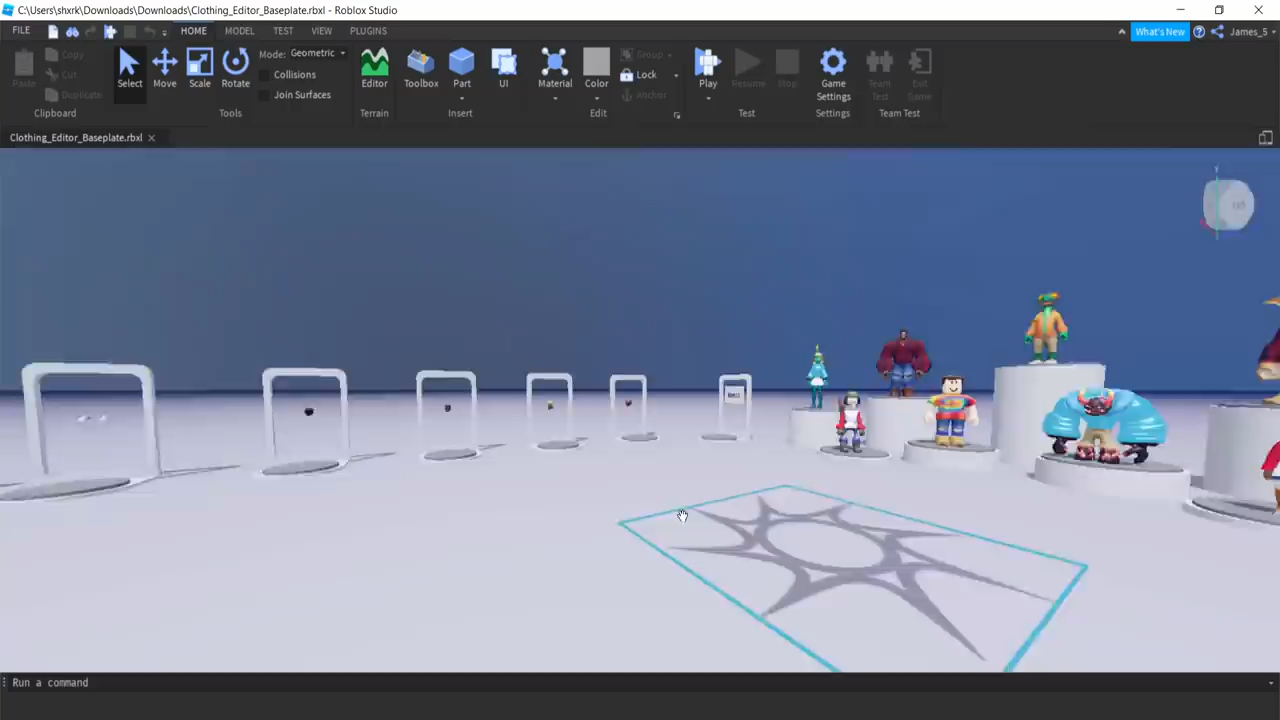 C:\Users\shxrk\Downloads\Downloads\Clothing_Editor_Baseplate.rbxl - Roblox Studio
FILE HOME MODEL TEST VIEW PLUGINS What's New James_5
Paste Copy Cut Duplicate Clipboard
Select Move Scale Rotate Mode: Geometric Collisions Join Surfaces Tools
Editor Terrain
Toolbox Part UI Insert
Material Color Group Lock Anchor Edit
Play Resume Stop Test
Game Settings Settings
Team Test Exit Game Team Test
Clothing_Editor_Baseplate.rbxl
Run a command